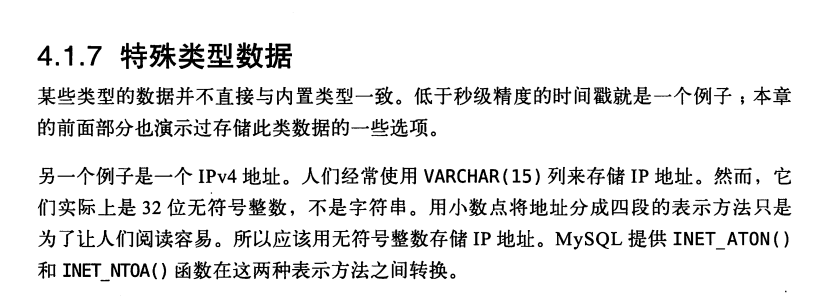 4.1.7 特殊类型数据
某些类型的数据并不直接与内置类型一致。低于秒级精度的时间戳就是一个例子；本章
的前面部分也演示过存储此类数据的一些选项。
另一个例子是一个 IPv4 地址。人们经常使用 VARCHAR(15) 列来存储 IP 地址。然而，它
们实际上是 32 位无符号整数，不是字符串。用小数点将地址分成四段的表示方法只是
为了让人们阅读容易。所以应该用无符号整数存储 IP 地址。MySQL 提供 INET_ATON()
和 INET_NTOA() 函数在这两种表示方法之间转换。